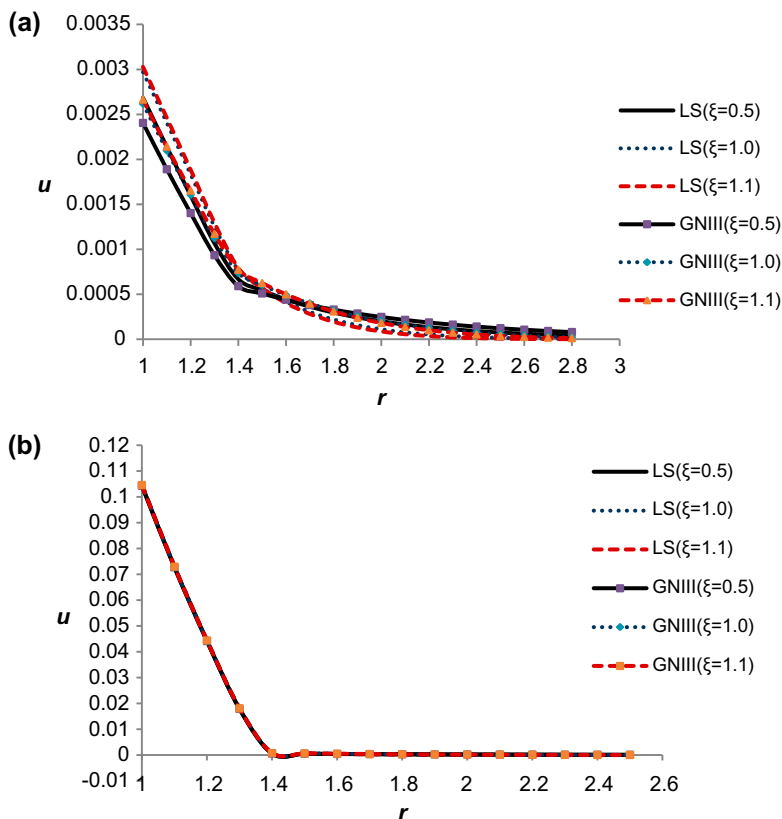 (a)
0.0035
0.003
0.0025
0.002
0.0015
0.001
0.0005
0
u
1 1.2 1.4 1.6 1.8 2 2.2 2.4 2.6 2.8 3
r
LS(ξ=0.5)
LS(ξ=1.0)
LS(ξ=1.1)
GNIII(ξ=0.5)
GNIII(ξ=1.0)
GNIII(ξ=1.1)
(b)
0.12
0.11
0.1
0.09
0.08
0.07
0.06
0.05
0.04
0.03
0.02
0.01
0
-0.01
u
1 1.2 1.4 1.6 1.8 2 2.2 2.4 2.6
r
LS(ξ=0.5)
LS(ξ=1.0)
LS(ξ=1.1)
GNIII(ξ=0.5)
GNIII(ξ=1.0)
GNIII(ξ=1.1)